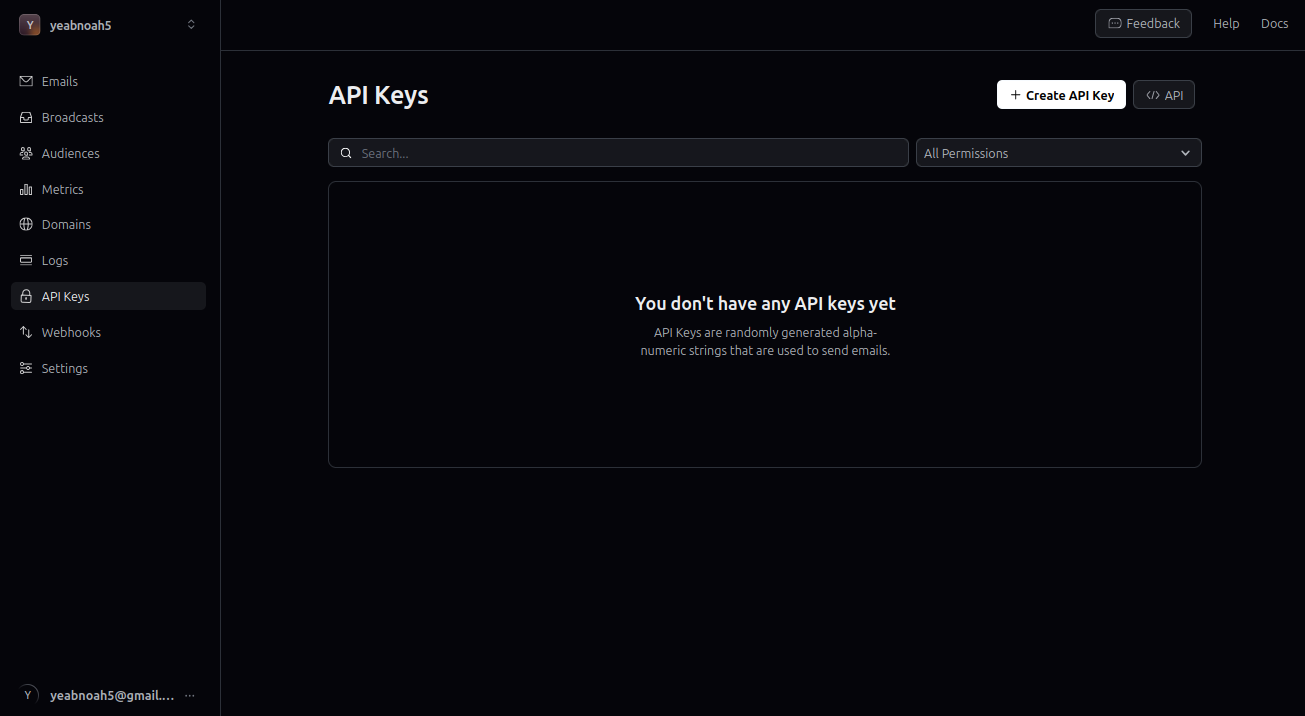 Y yeabnoah5
Feedback Help Docs
Emails
Broadcasts
Audiences
Metrics
Domains
Logs
API Keys
Webhooks
Settings
API Keys
+ Create API Key
</> API
Search...
All Permissions
You don't have any API keys yet
API Keys are randomly generated alpha-
numeric strings that are used to send emails.
Y yeabnoah5@gmail.... ...